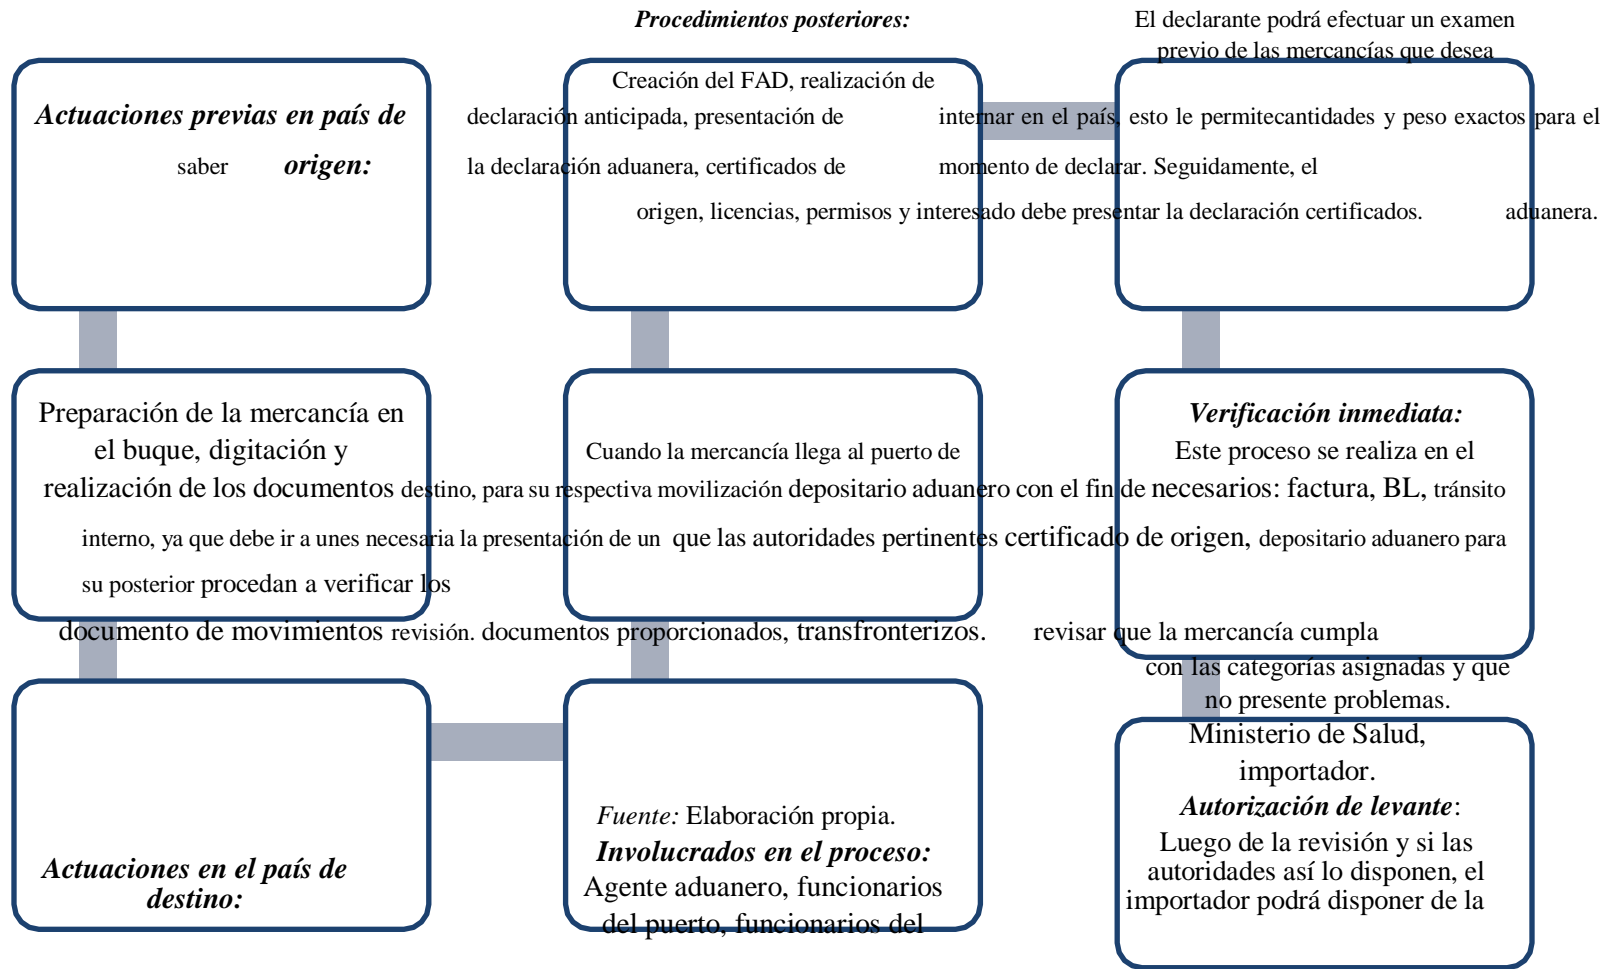 Procedimientos posteriores: El declarante podrá efectuar un examen
previo de las mercancías que desea
Creación del FAD, realización de
Actuaciones previas en país de declaración anticipada, presentación de internar en el país, esto le permitecantidades y peso exactos para el
saber origen: la declaración aduanera, certificados de momento de declarar. Seguidamente, el
origen, licencias, permisos y interesado debe presentar la declaración certificados. aduanera.
Preparación de la mercancía en Verificación inmediata:
el buque, digitación y Cuando la mercancía llega al puerto de Este proceso se realiza en el
realización de los documentos destino, para su respectiva movilización depositario aduanero con el fin de necesarios: factura, BL, tránsito
interno, ya que debe ir a unes necesaria la presentación de un que las autoridades pertinentes certificado de origen, depositario aduanero para
su posterior procedan a verificar los
documento de movimientos revisión. documentos proporcionados, transfronterizos. revisar que la mercancía cumpla
con las categorías asignadas y que
no presente problemas.
Ministerio de Salud,
importador.
Fuente: Elaboración propia. Autorización de levante:
Involucrados en el proceso: Luego de la revisión y si las
Actuaciones en el país de Agente aduanero, funcionarios autoridades así lo disponen, el
destino: del puerto, funcionarios del importador podrá disponer de la